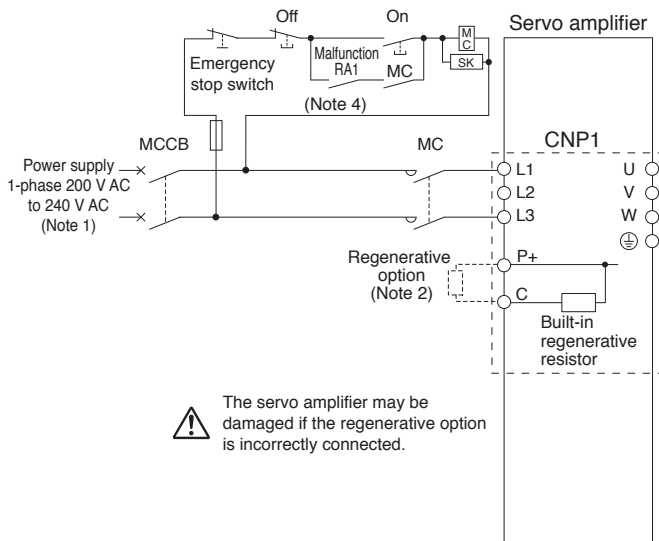 Off
On
Servo amplifier
M
C
SK
Malfunction
RA1
MC
Emergency
stop switch
(Note 4)
MCCB
MC
CNP1
Power supply
1-phase 200 V AC
to 240 V AC
(Note 1)
L1
U
L2
V
L3
W
Regenerative
option
(Note 2)
P+
C
Built-in
regenerative
resistor
The servo amplifier may be
damaged if the regenerative option
is incorrectly connected.